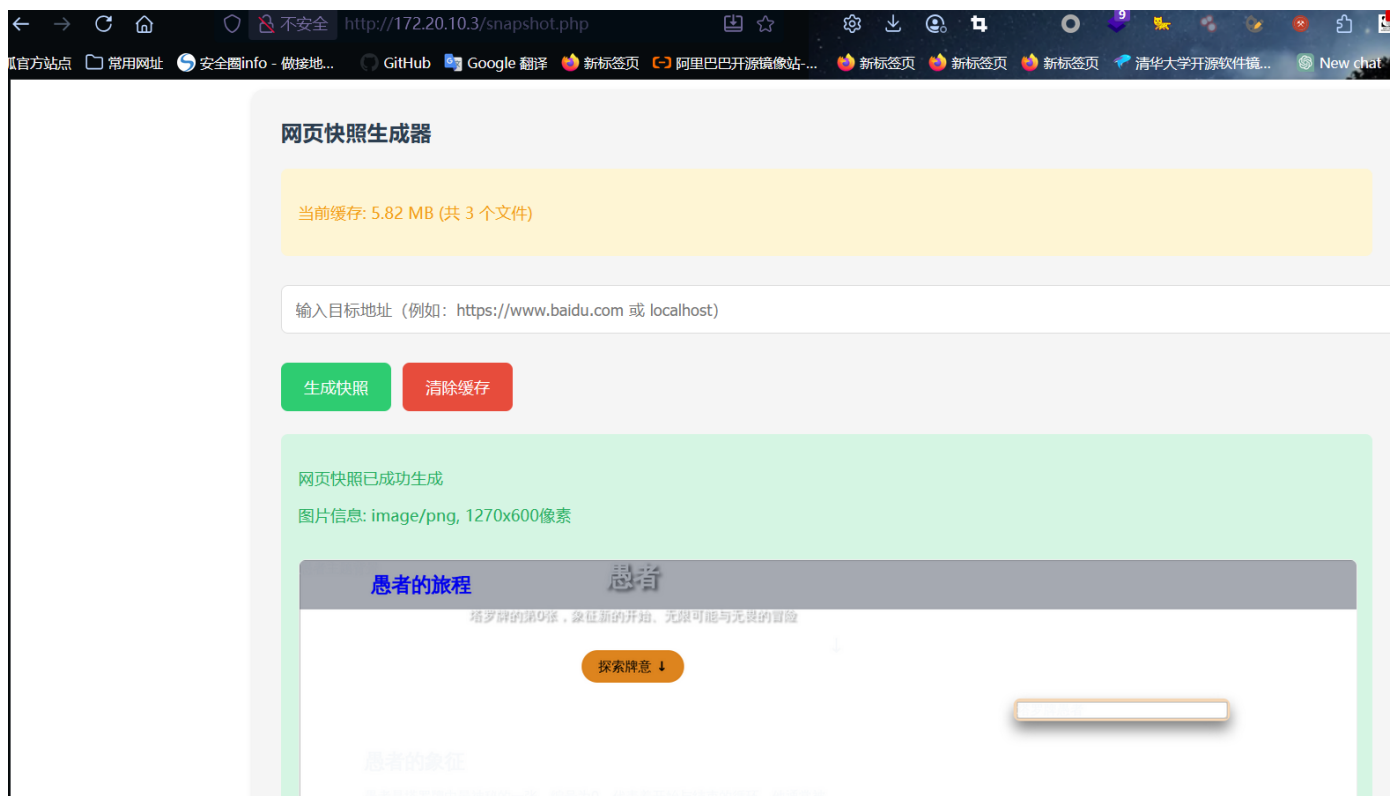 不安全 http://172.20.10.3/snapshot.php
9
狐官方站点 常用网址 安全圈info - 做接地... GitHub Google 翻译 新标签页 阿里巴巴开源镜像站-... 新标签页 新标签页 新标签页 清华大学开源软件镜... New chat
网页快照生成器
当前缓存: 5.82 MB (共 3 个文件)
输入目标地址（例如：https://www.baidu.com 或 localhost）
生成快照 清除缓存
网页快照已成功生成
图片信息: image/png, 1270x600像素
愚者
愚者的旅程
塔罗牌的第0张，象征新的开始、无限可能与无畏的冒险
↓
探索牌意 ↓
愚者的象征